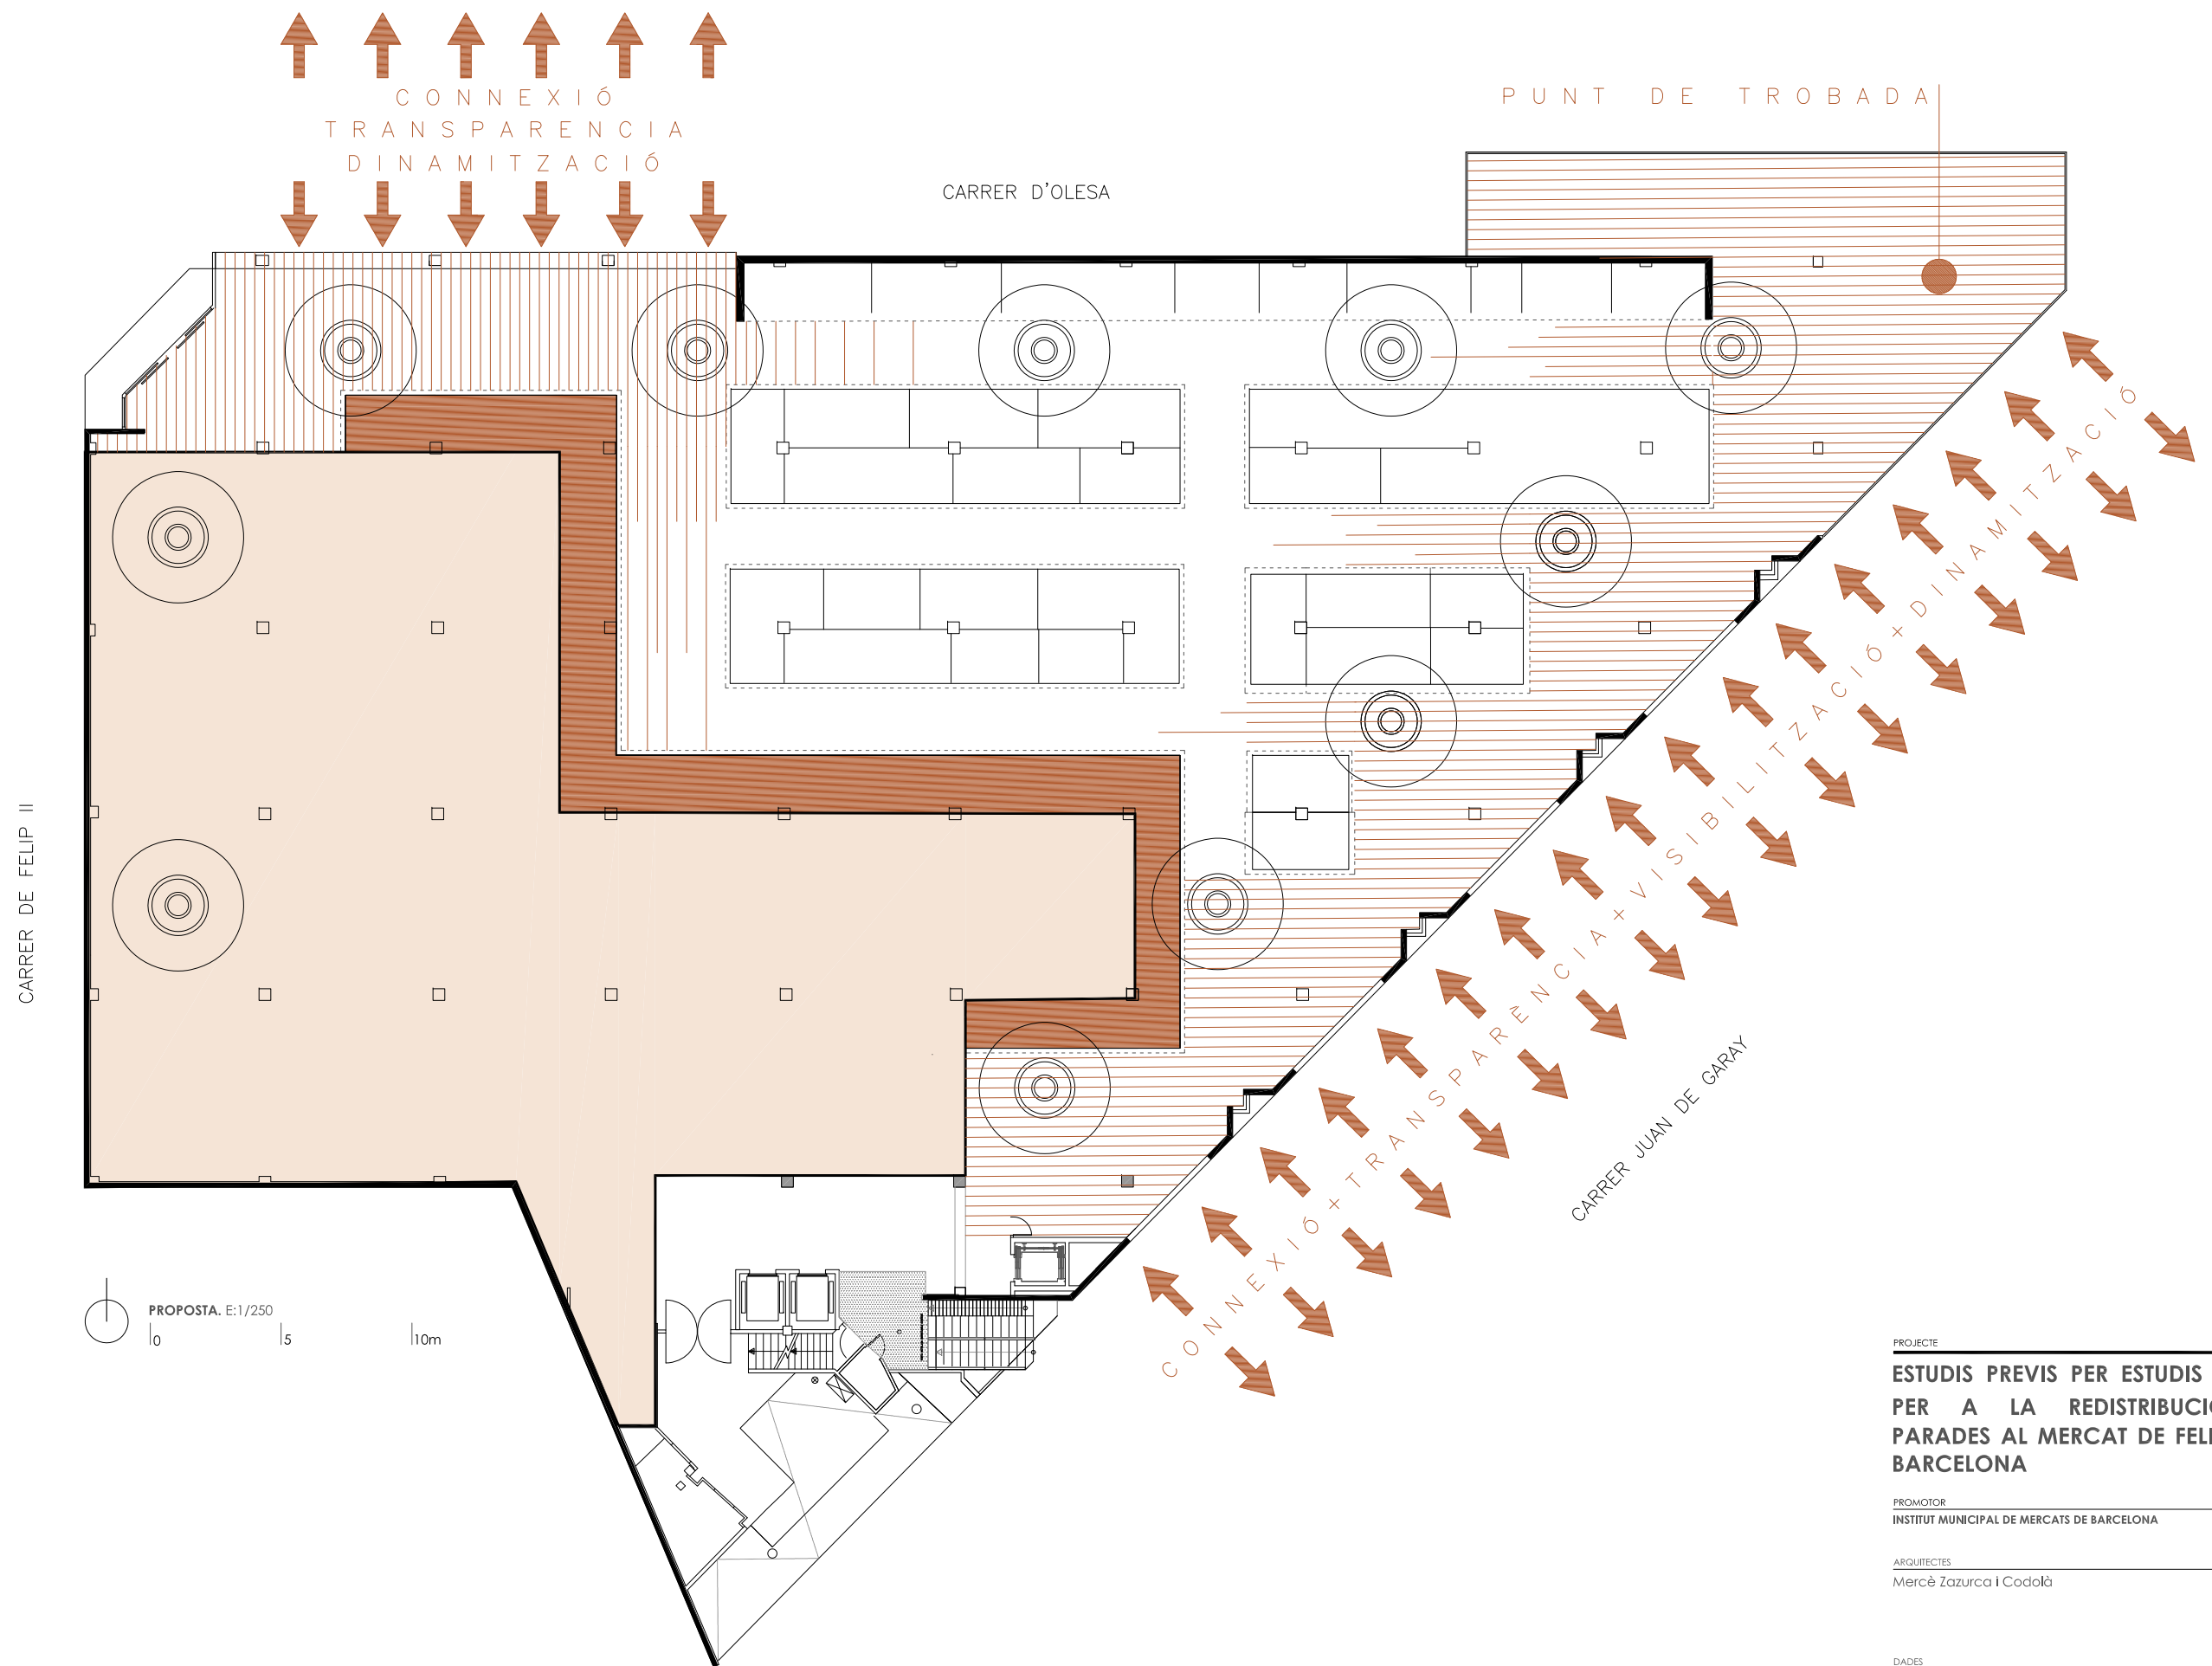 CONNEXIÓ
TRANSPARENCIA
DINAMITZACIÓ
PUNT DE TROBADA
CARRER D'OLESA
CONNEXIÓ+TRANSPARÈNCIA+VISIBILITZACIÓ+DINAMITZACIÓ
CARRER JUAN DE GARAY
CARRER DE FELIP II
PROPOSTA. E:1/250
0 5 10m
PROJECTE
ESTUDIS PREVIS PER ESTUDIS
PER A LA REDISTRIBUCI
PARADES AL MERCAT DE FELI
BARCELONA
PROMOTOR
INSTITUT MUNICIPAL DE MERCATS DE BARCELONA
ARQUITECTES
Mercè Zazurca i Codolà
DADES